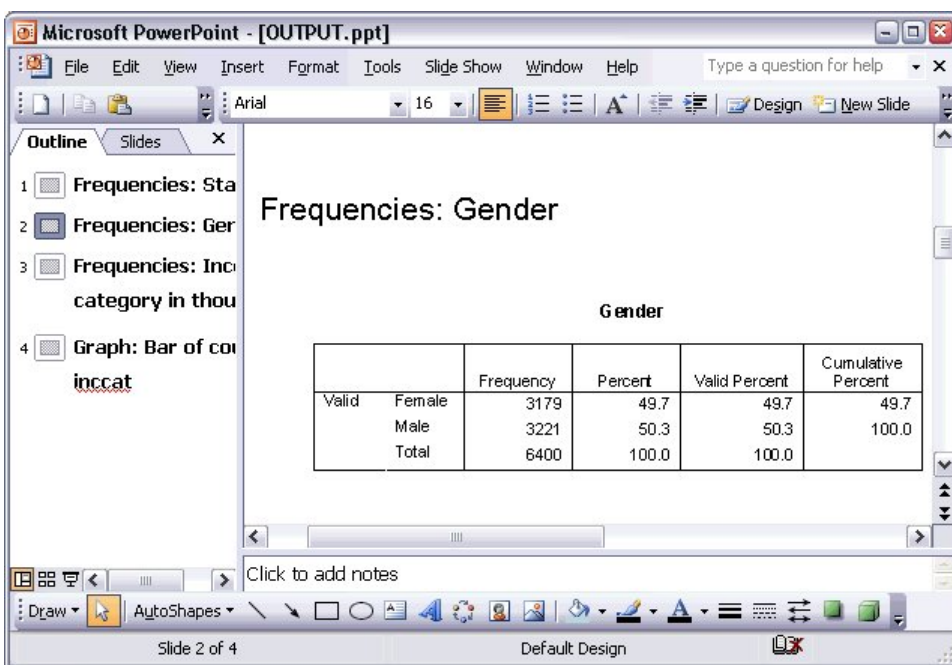 Microsoft PowerPoint - [OUTPUT.ppt]
File Edit View Insert Format Tools Slide Show Window Help Type a question for help
Arial 16 Design New Slide
Outline Slides
1 Frequencies: Sta
2 Frequencies: Ger
3 Frequencies: Inc
category in thou
4 Graph: Bar of cou
inccat
Frequencies: Gender
Gender
Frequency Percent Valid Percent Cumulative Percent
Valid Female 3179 49.7 49.7 49.7
Male 3221 50.3 50.3 100.0
Total 6400 100.0 100.0
Click to add notes
Draw AutoShapes
Slide 2 of 4 Default Design